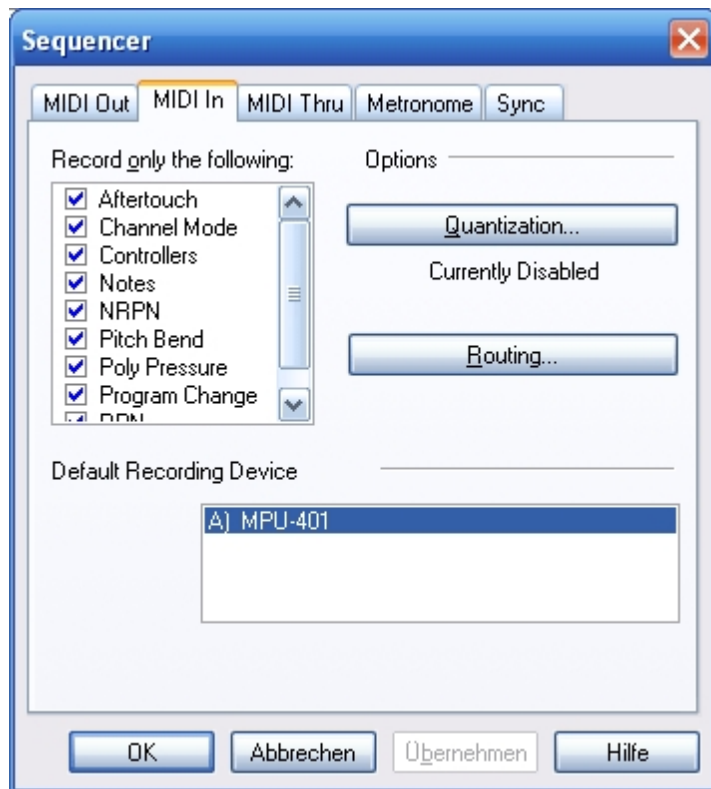 Sequencer
MIDI Out MIDI In MIDI Thru Metronome Sync
Record only the following:
Aftertouch
Channel Mode
Controllers
Notes
NRPN
Pitch Bend
Poly Pressure
Program Change
RPN
Options
Quantization...
Currently Disabled
Routing...
Default Recording Device
A) MPU-401
OK Abbrechen Übernehmen Hilfe